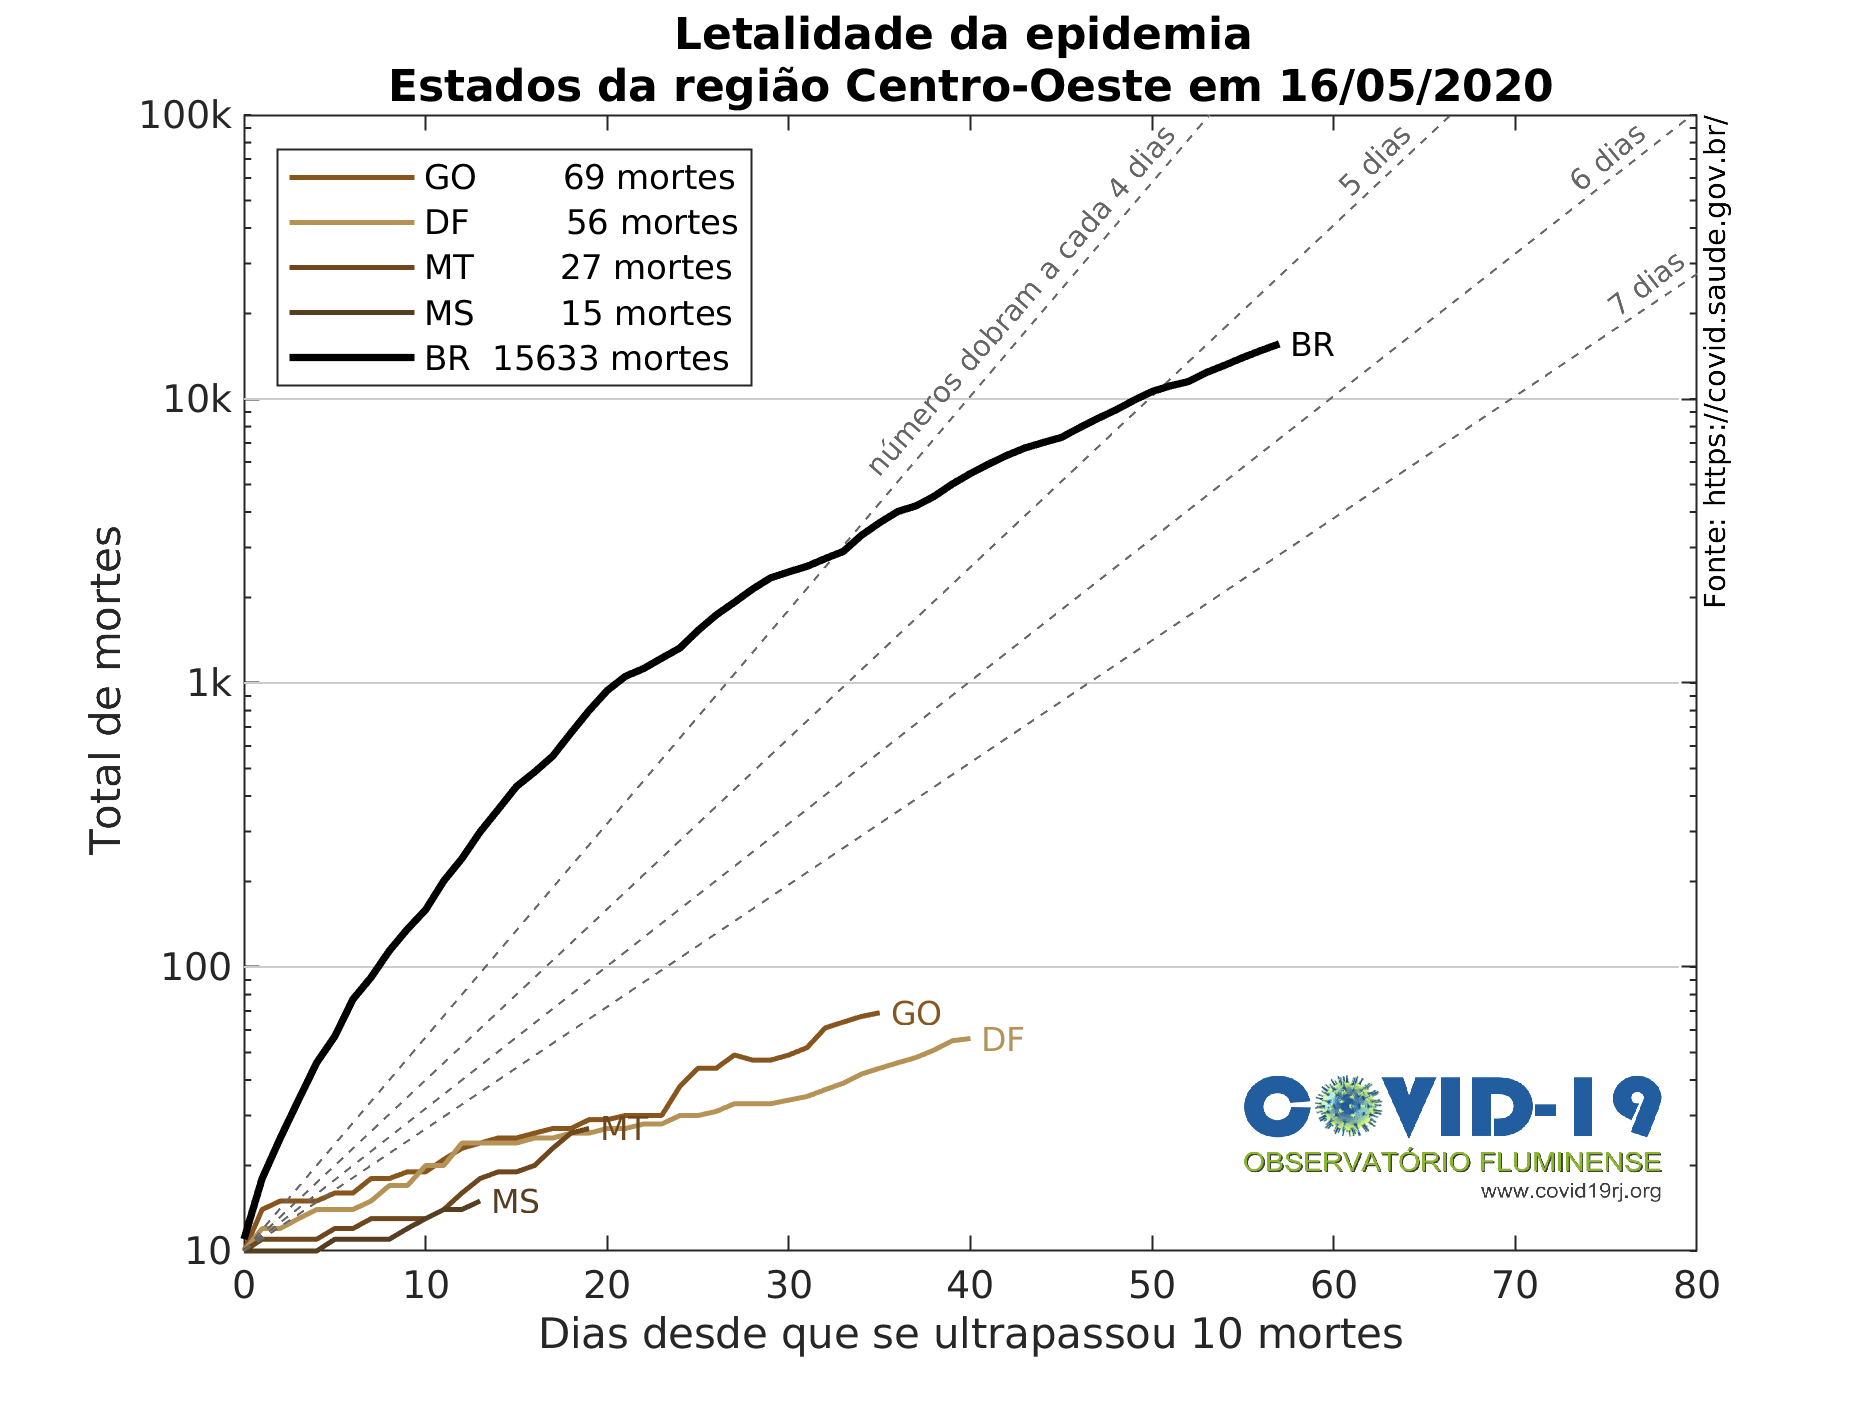 Letalidade da epidemia
Estados da região Centro-Oeste em 16/05/2020
100k
10k
1k
100
10
Total de mortes
GO 69 mortes
DF 56 mortes
MT 27 mortes
MS 15 mortes
BR 15633 mortes
números dobram a cada 4 dias
5 dias
6 dias
7 dias
BR
GO
DF
MT
MS
Fonte: https://covid.saude.gov.br/
COVID-19
OBSERVATÓRIO FLUMINENSE
www.covid19rj.org
0 10 20 30 40 50 60 70 80
Dias desde que se ultrapassou 10 mortes